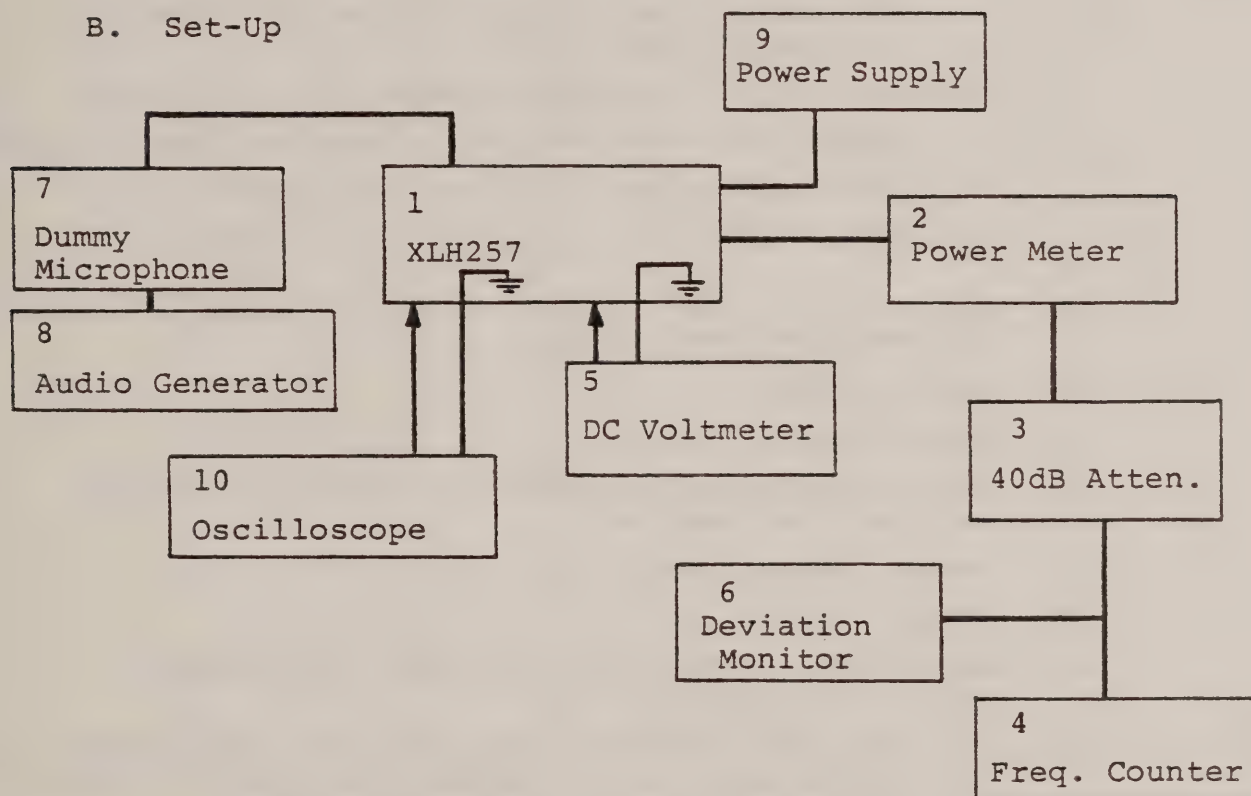 B. Set-Up
9
Power Supply
7
Dummy
Microphone
1
XLH257
2
Power Meter
8
Audio Generator
5
DC Voltmeter
3
40dB Atten.
10
Oscilloscope
6
Deviation
Monitor
4
Freq. Counter